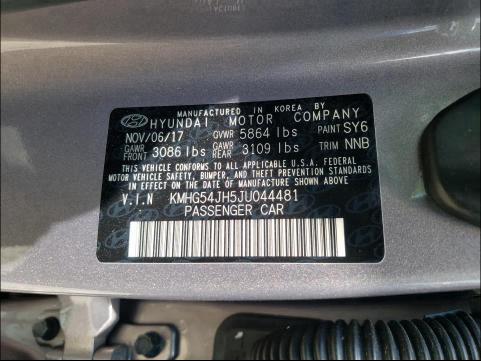 MANUFACTURED IN KOREA BY
HYUNDAI MOTOR COMPANY
NOV/06/17 GVWR 5864 lbs PAINT SY6
GAWR FRONT 3086 lbs GAWR REAR 3109 lbs TRIM NNB
THIS VEHICLE CONFORMS TO ALL APPLICABLE U.S.A. FEDERAL
MOTOR VEHICLE SAFETY, BUMPER, AND THEFT PREVENTION
STANDARDS IN EFFECT ON THE DATE OF MANUFACTURE SHOWN ABOVE.
V.I.N KMHG54JH5JU044481
PASSENGER CAR